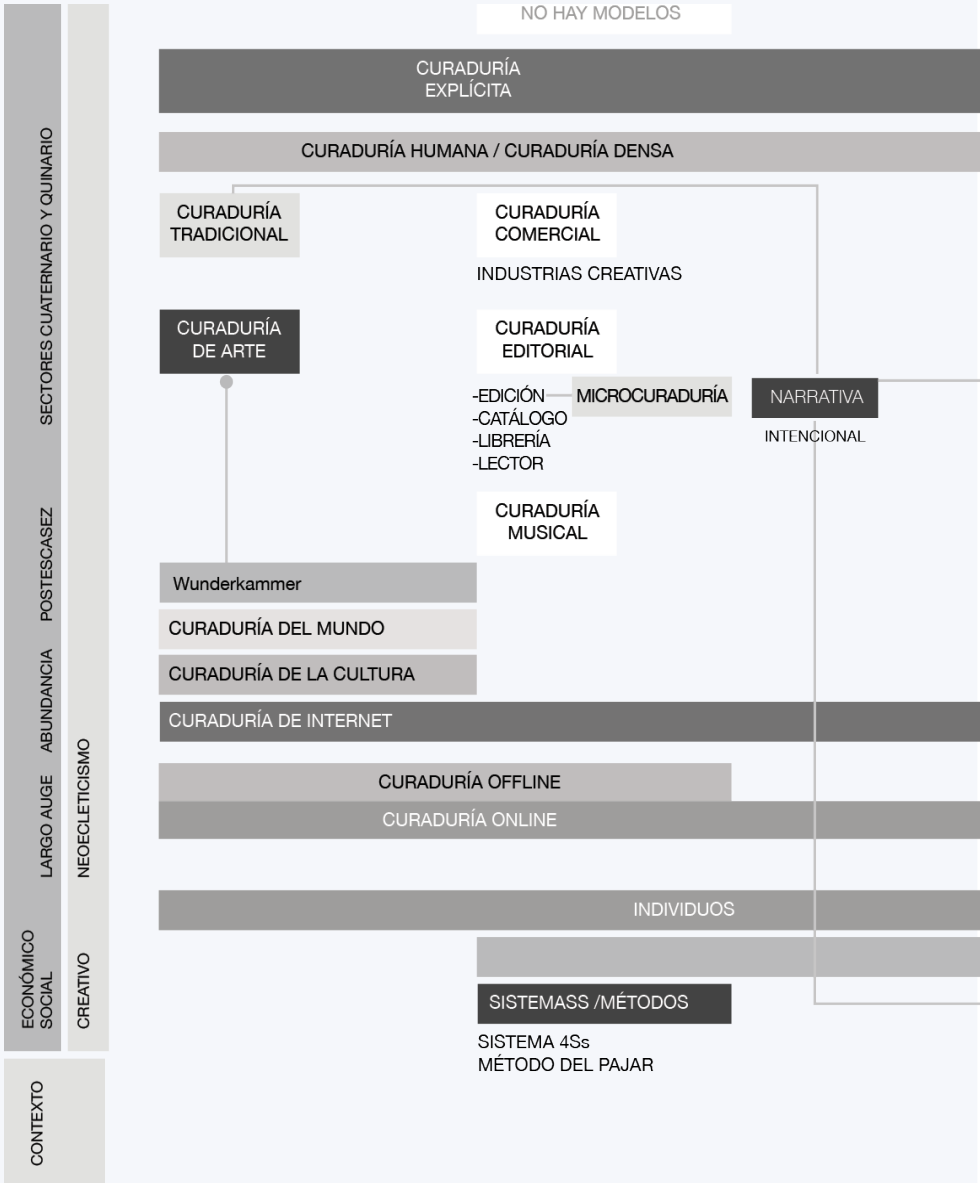 NO HAY MODELOS
CURADURÍA
EXPLÍCITA
CURADURÍA HUMANA / CURADURÍA DENSA
CURADURÍA
TRADICIONAL
CURADURÍA
COMERCIAL
INDUSTRIAS CREATIVAS
CURADURÍA
DE ARTE
CURADURÍA
EDITORIAL
-EDICIÓN
-CATÁLOGO
-LIBRERÍA
-LECTOR
MICROCURADURÍA
NARRATIVA
INTENCIONAL
CURADURÍA
MUSICAL
Wunderkammer
CURADURÍA DEL MUNDO
CURADURÍA DE LA CULTURA
CURADURÍA DE INTERNET
CURADURÍA OFFLINE
CURADURÍA ONLINE
INDIVIDUOS
SISTEMASS /MÉTODOS
SISTEMA 4Ss
MÉTODO DEL PAJAR
SECTORES CUATERNARIO Y QUINARIO
POSTESCASEZ
ABUNDANCIA
LARGO AUGE
NEOECLETICISMO
ECONÓMICO
SOCIAL
CREATIVO
CONTEXTO